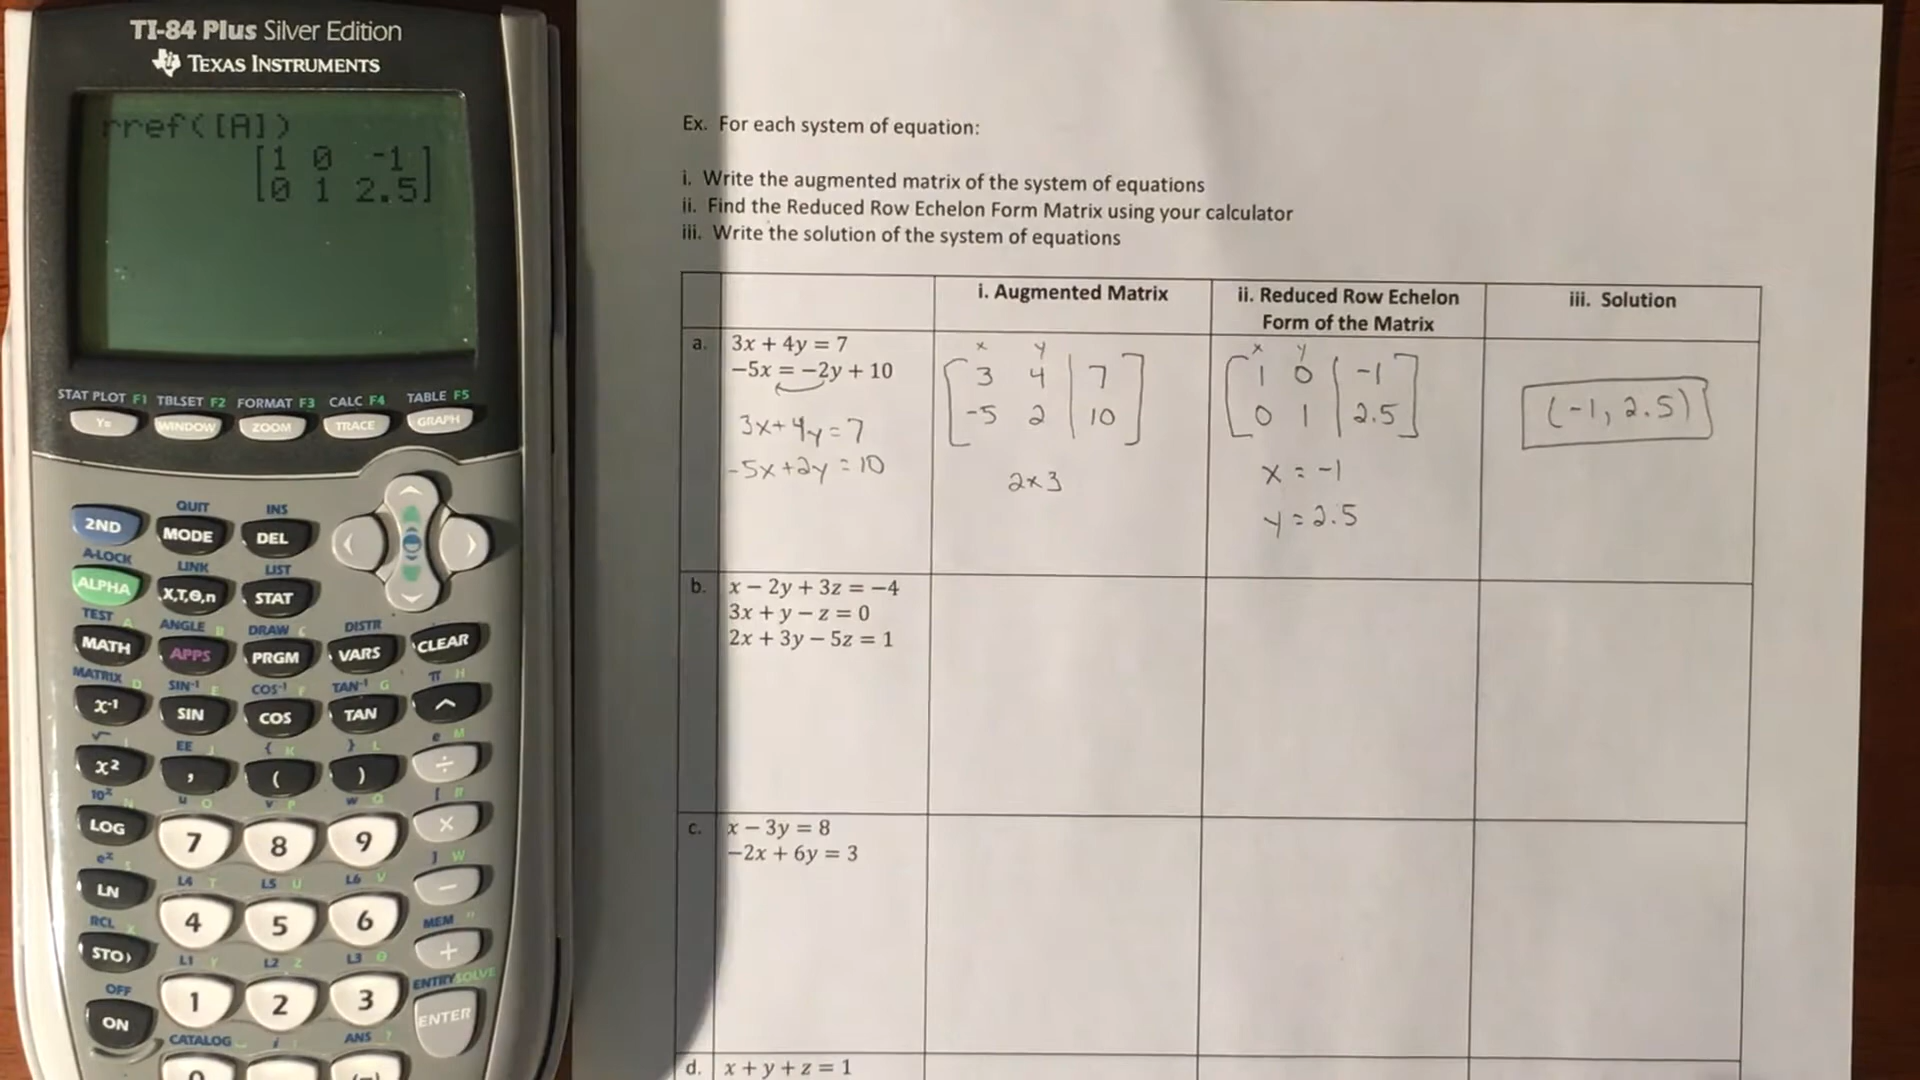 TI-84 Plus Silver Edition
TEXAS INSTRUMENTS
rref([A])
[1 0 -1]
[0 1 2.5]
STAT PLOT F1 TBLSET F2 FORMAT F3 CALC F4 TABLE F5
Y= WINDOW ZOOM TRACE GRAPH
QUIT INS
2ND MODE DEL
A-LOCK LINK LIST
ALPHA X,T,θ,n STAT
TEST A ANGLE B DRAW C DISTR
MATH APPS PRGM VARS CLEAR
MATRIX D SIN⁻¹ E COS⁻¹ F TAN⁻¹ G π H
x⁻¹ SIN COS TAN ^
√ I EE J { K } L e M
x² , ( ) ÷
10ˣ N u O v P w Q [ R
LOG 7 8 9 ×
eˣ S L4 T L5 U L6 V ] W
LN 4 5 6 −
RCL X L1 Y L2 Z L3 θ MEM "
STO› 1 2 3 +
OFF CATALOG i : ANS ? ENTRY SOLVE
ON 0 (−) ENTER
Ex. For each system of equation:
i. Write the augmented matrix of the system of equations
ii. Find the Reduced Row Echelon Form Matrix using your calculator
iii. Write the solution of the system of equations
i. Augmented Matrix ii. Reduced Row Echelon Form of the Matrix iii. Solution
a. 3x + 4y = 7
−5x = −2y + 10
3x+4y=7
-5x+2y=10
x y
[3 4 | 7]
[-5 2 | 10]
2x3
x y
[1 0 | -1]
[0 1 | 2.5]
x = -1
y = 2.5
(-1, 2.5)
b. x − 2y + 3z = −4
3x + y − z = 0
2x + 3y − 5z = 1
c. x − 3y = 8
−2x + 6y = 3
d. x + y + z = 1